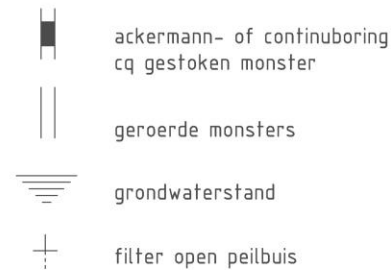 ackermann- of continuboring
cq gestoken monster
geroerde monsters
grondwaterstand
filter open peilbuis